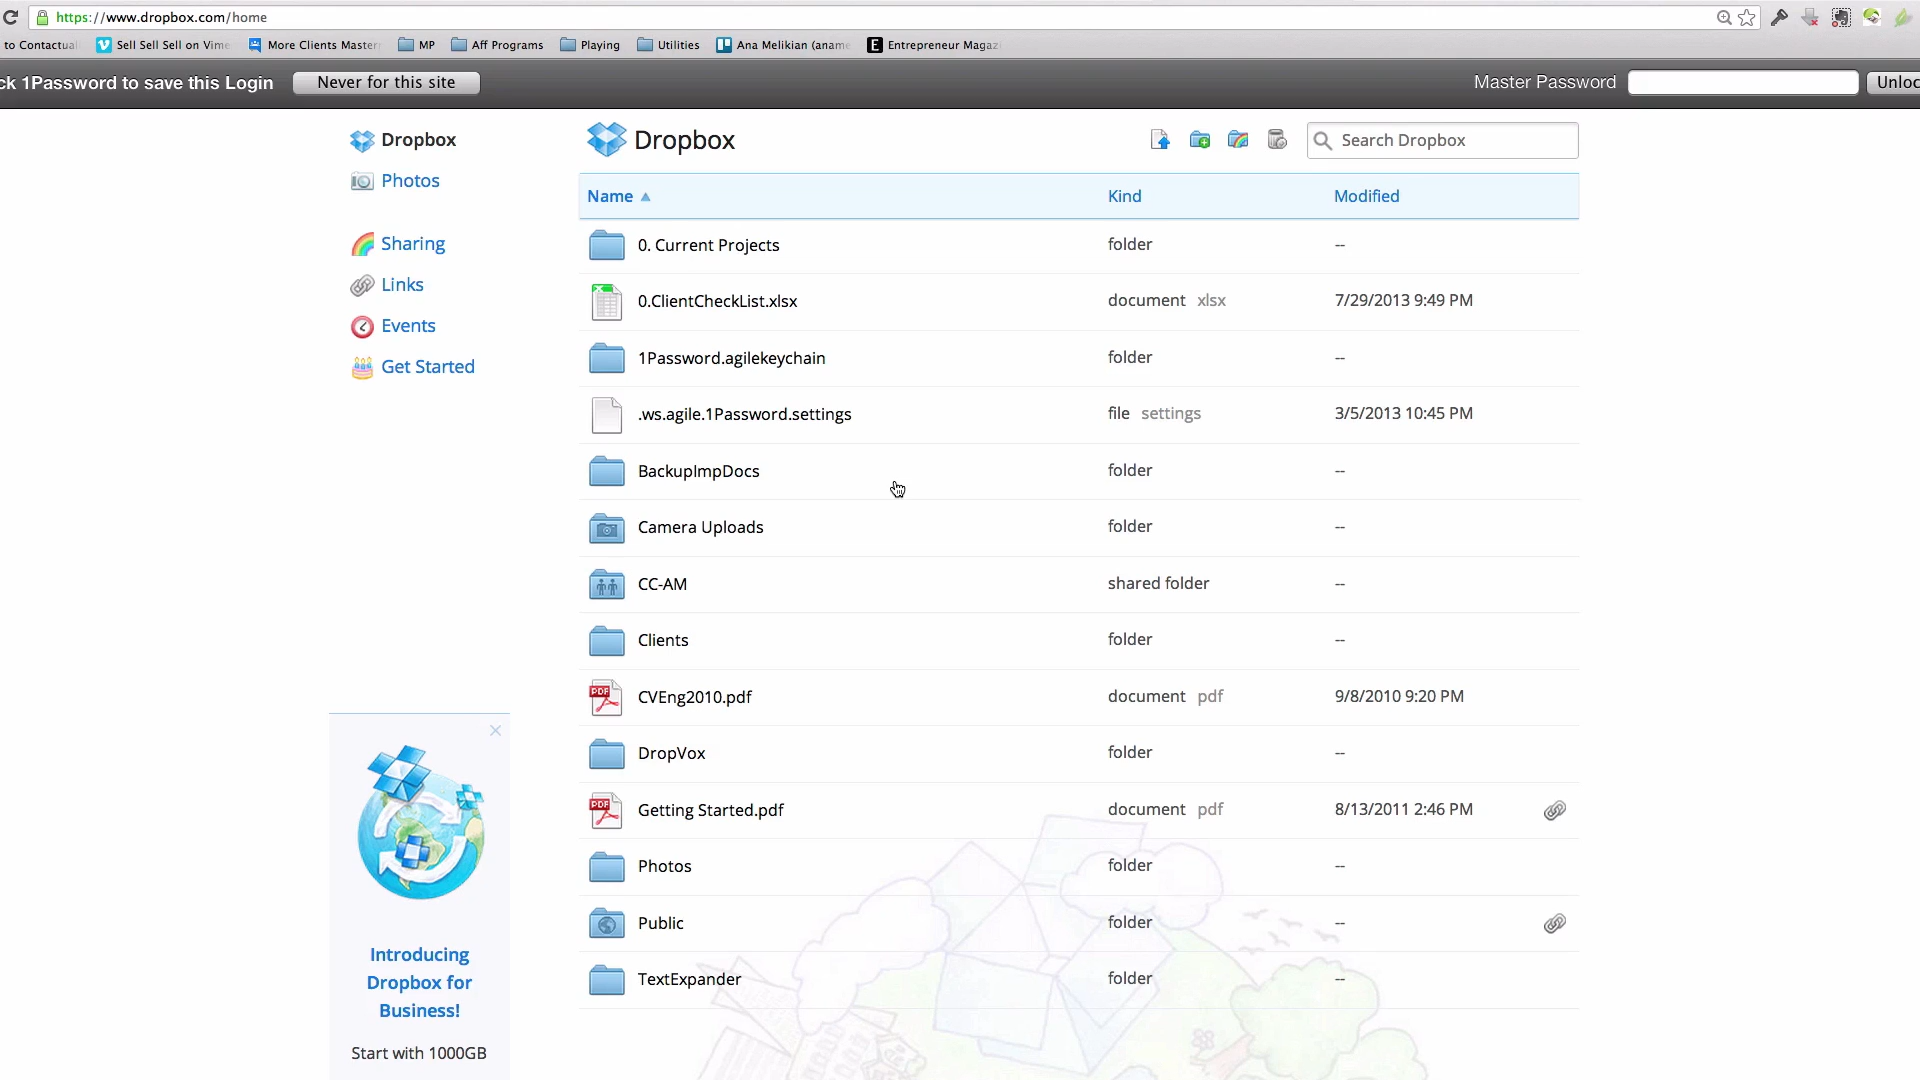 https://www.dropbox.com/home
to Contactual
Sell Sell Sell on Vime
More Clients Master
MP
Aff Programs
Playing
Utilities
Ana Melikian (aname
Entrepreneur Magaz
ck 1Password to save this Login
Never for this site
Master Password
Unloc
Dropbox
Photos
Sharing
Links
Events
Get Started
Dropbox
Search Dropbox
Name Kind Modified
0. Current Projects folder --
0.ClientCheckList.xlsx document xlsx 7/29/2013 9:49 PM
1Password.agilekeychain folder --
.ws.agile.1Password.settings file settings 3/5/2013 10:45 PM
BackupImpDocs folder --
Camera Uploads folder --
CC-AM shared folder --
Clients folder --
CVEng2010.pdf document pdf 9/8/2010 9:20 PM
DropVox folder --
Getting Started.pdf document pdf 8/13/2011 2:46 PM
Photos folder --
Public folder --
TextExpander folder --
Introducing
Dropbox for
Business!
Start with 1000GB